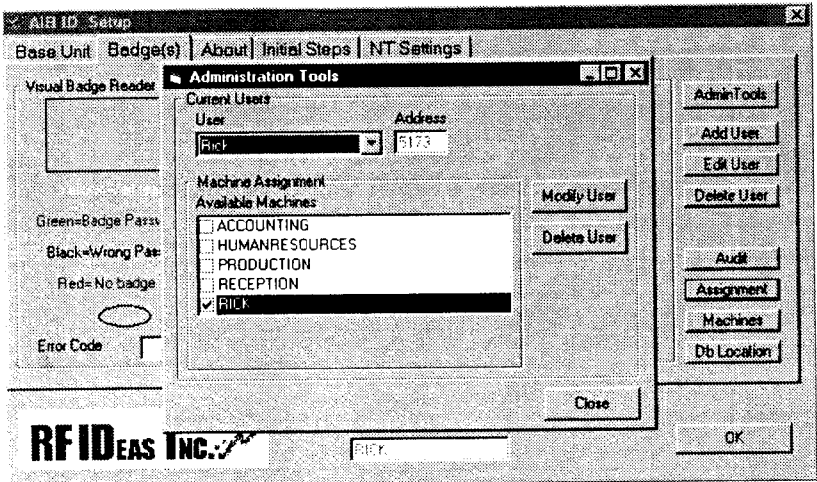 AIR ID Setup
Base Unit Badge(s) About Initial Steps NT Settings
Visual Badge Reader
Green=Badge Passw
Black=Wrong Pas
Red=No badge
Error Code
Administration Tools
Current Users
User Address
Rick 5173
Machine Assignment
Available Machines
ACCOUNTING
HUMANRESOURCES
PRODUCTION
RECEPTION
RICK
Modify User
Delete User
Close
AdminTools
Add User
Edit User
Delete User
Audit
Assignment
Machines
Db Location
RF IDEAS INC.
RICK
OK